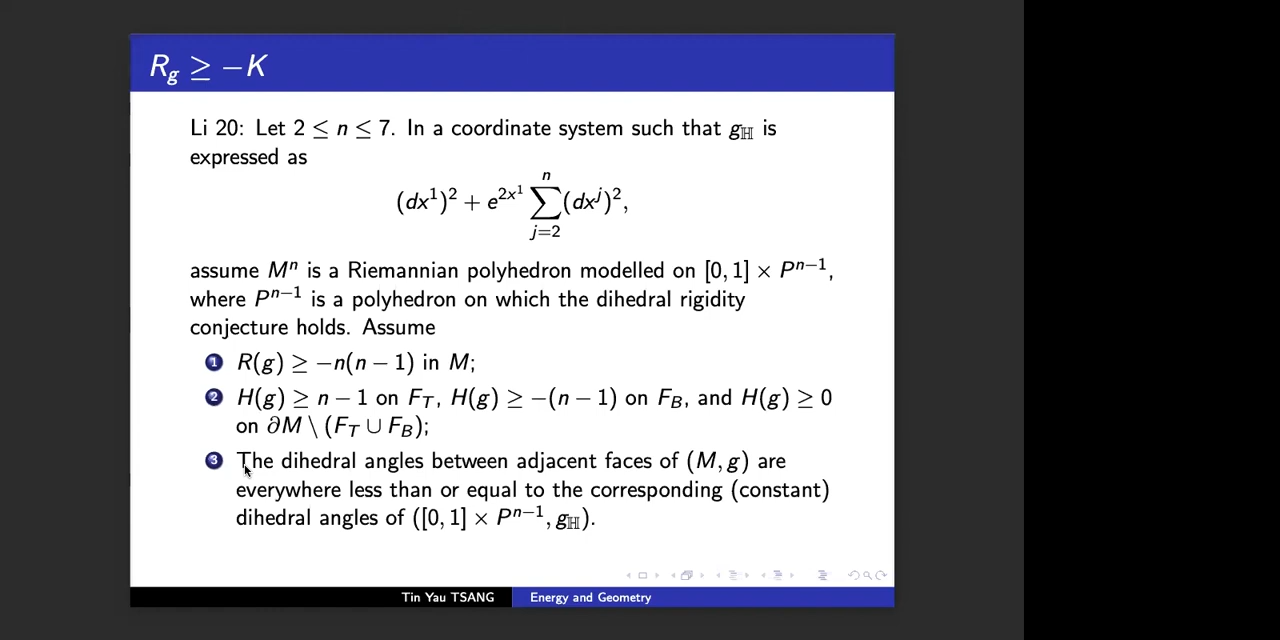 R_g ≥ −K
Li 20: Let 2 ≤ n ≤ 7. In a coordinate system such that g_ℍ is
expressed as
(dx^1)^2 + e^{2x^1} \sum_{j=2}^{n} (dx^j)^2,
assume M^n is a Riemannian polyhedron modelled on [0, 1] × P^{n−1},
where P^{n−1} is a polyhedron on which the dihedral rigidity
conjecture holds. Assume
1 R(g) ≥ −n(n − 1) in M;
2 H(g) ≥ n − 1 on F_T, H(g) ≥ −(n − 1) on F_B, and H(g) ≥ 0
on ∂M \ (F_T ∪ F_B);
3 The dihedral angles between adjacent faces of (M, g) are
everywhere less than or equal to the corresponding (constant)
dihedral angles of ([0, 1] × P^{n−1}, g_ℍ).
Tin Yau TSANG Energy and Geometry